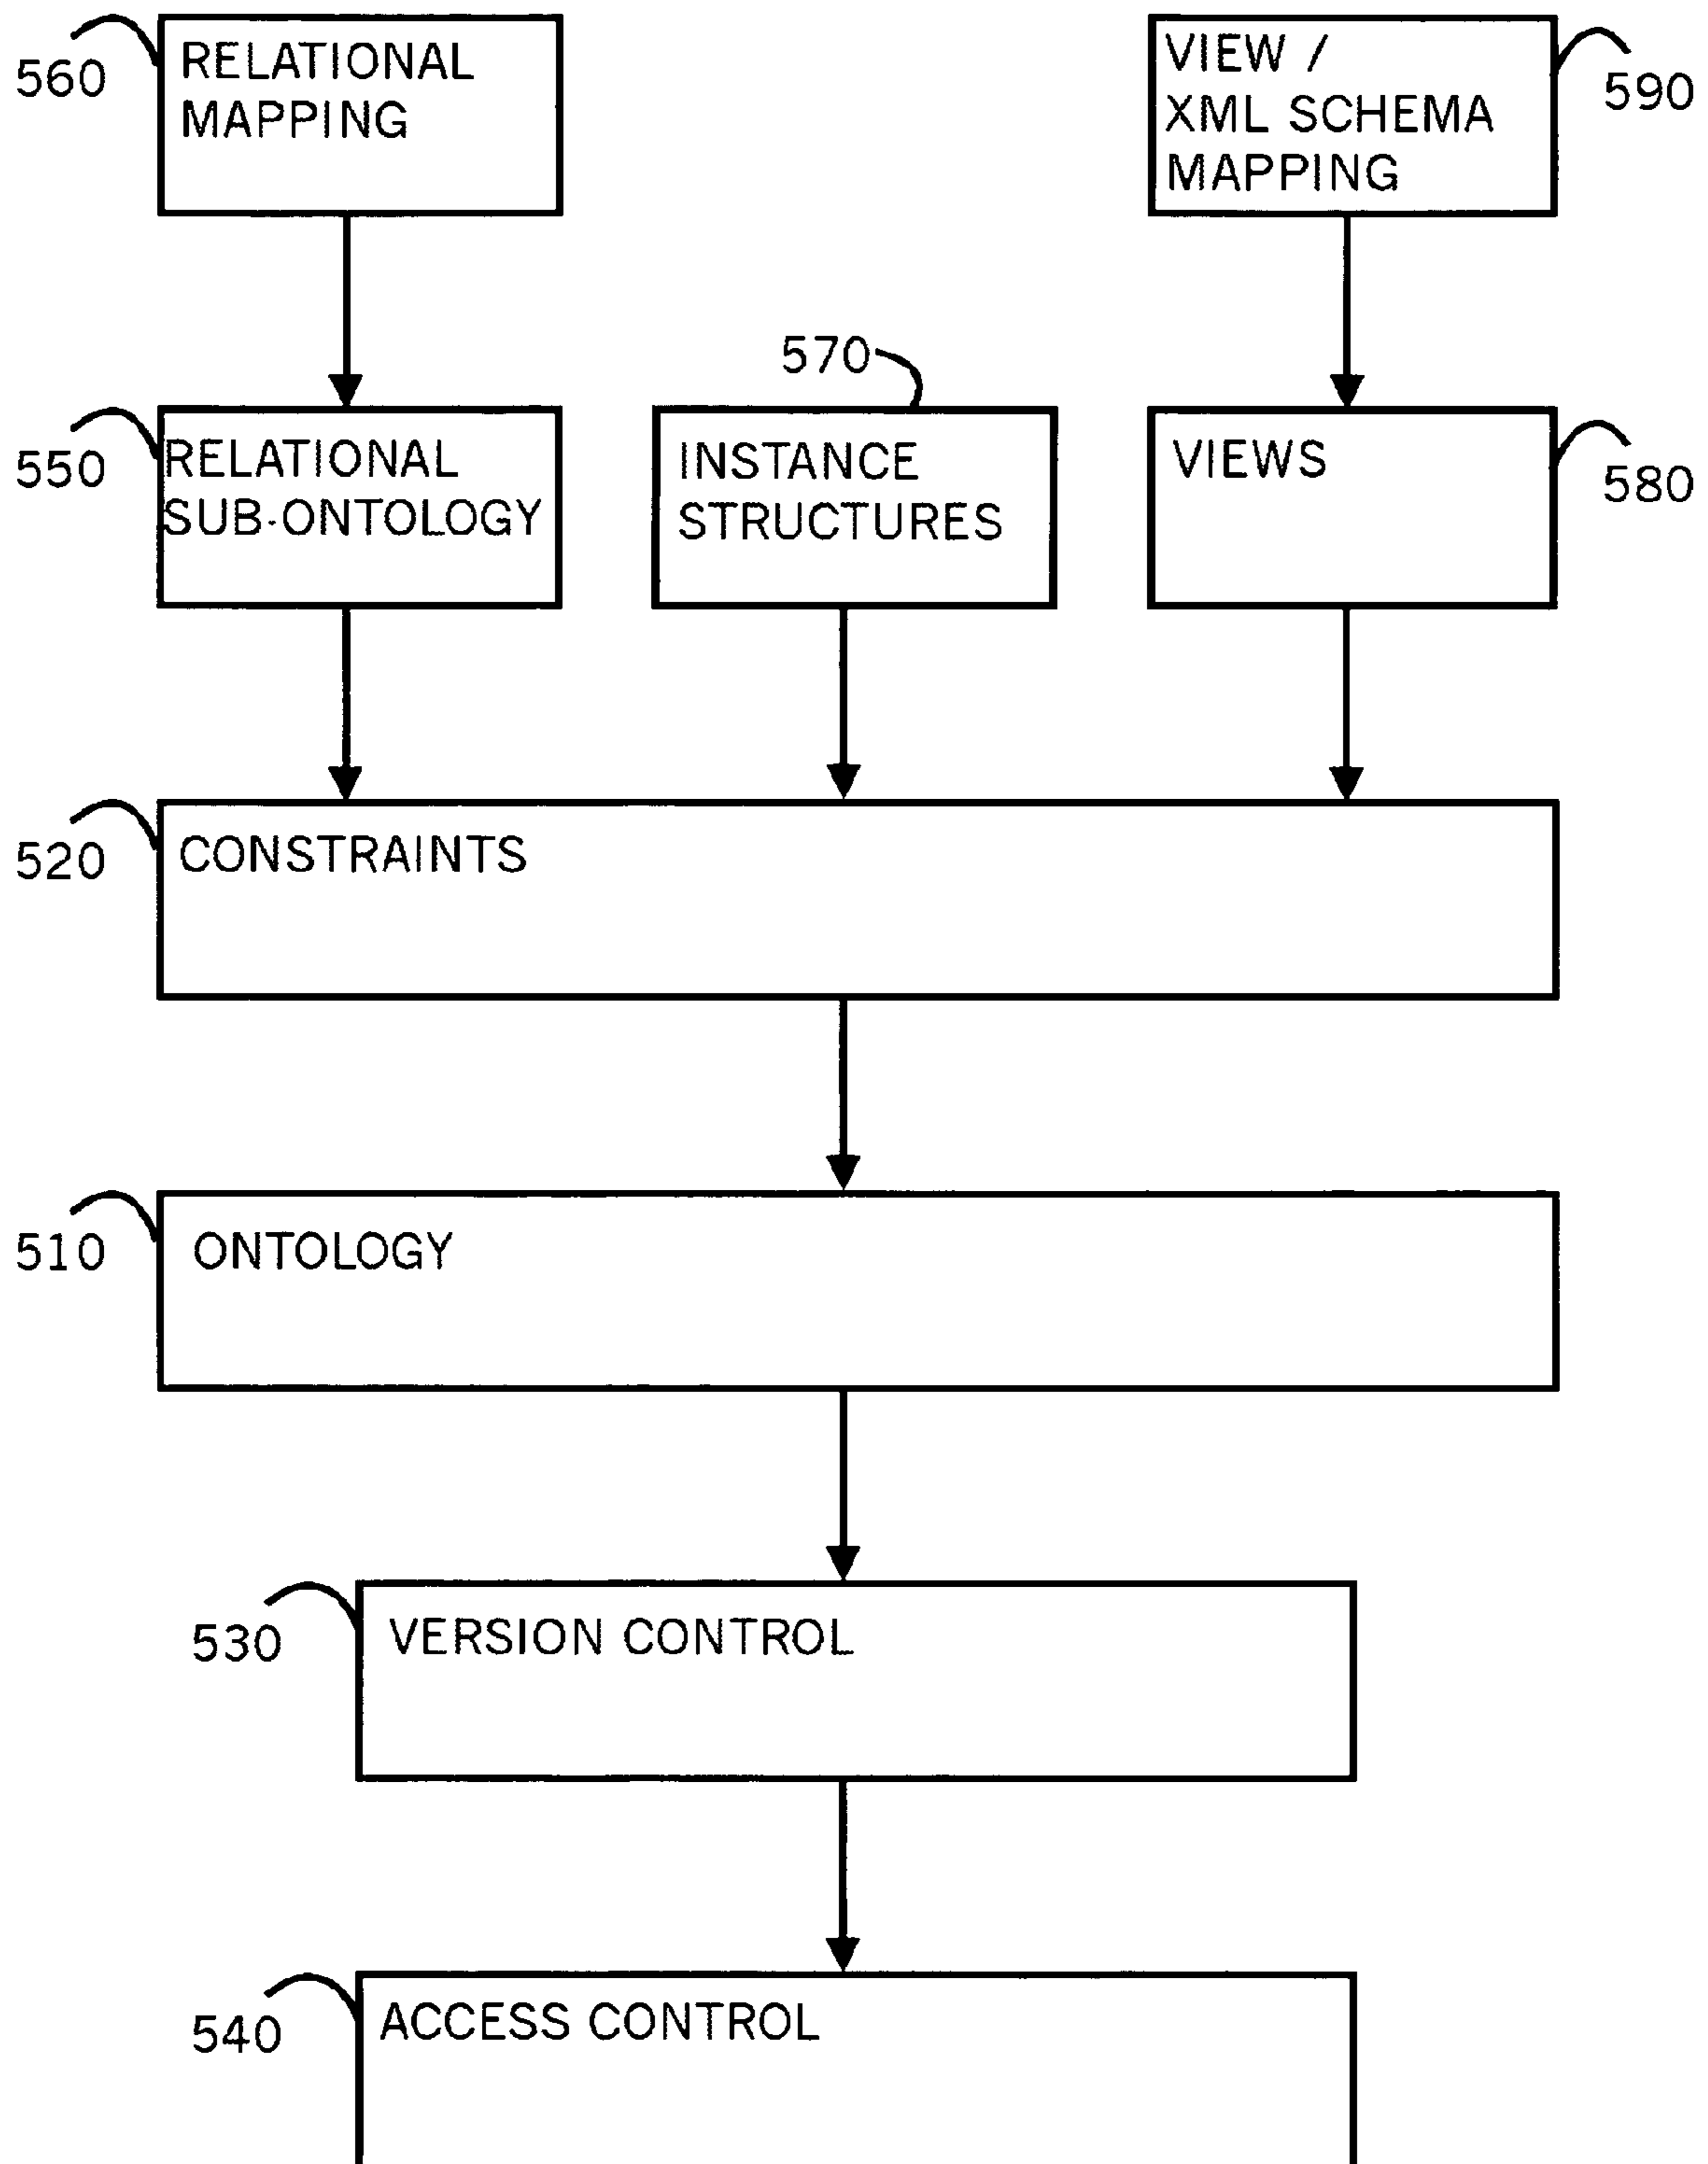 560
RELATIONAL
MAPPING
VIEW /
XML SCHEMA
MAPPING
590
570
550
RELATIONAL
SUB-ONTOLOGY
INSTANCE
STRUCTURES
VIEWS
580
520
CONSTRAINTS
510
ONTOLOGY
530
VERSION CONTROL
540
ACCESS CONTROL